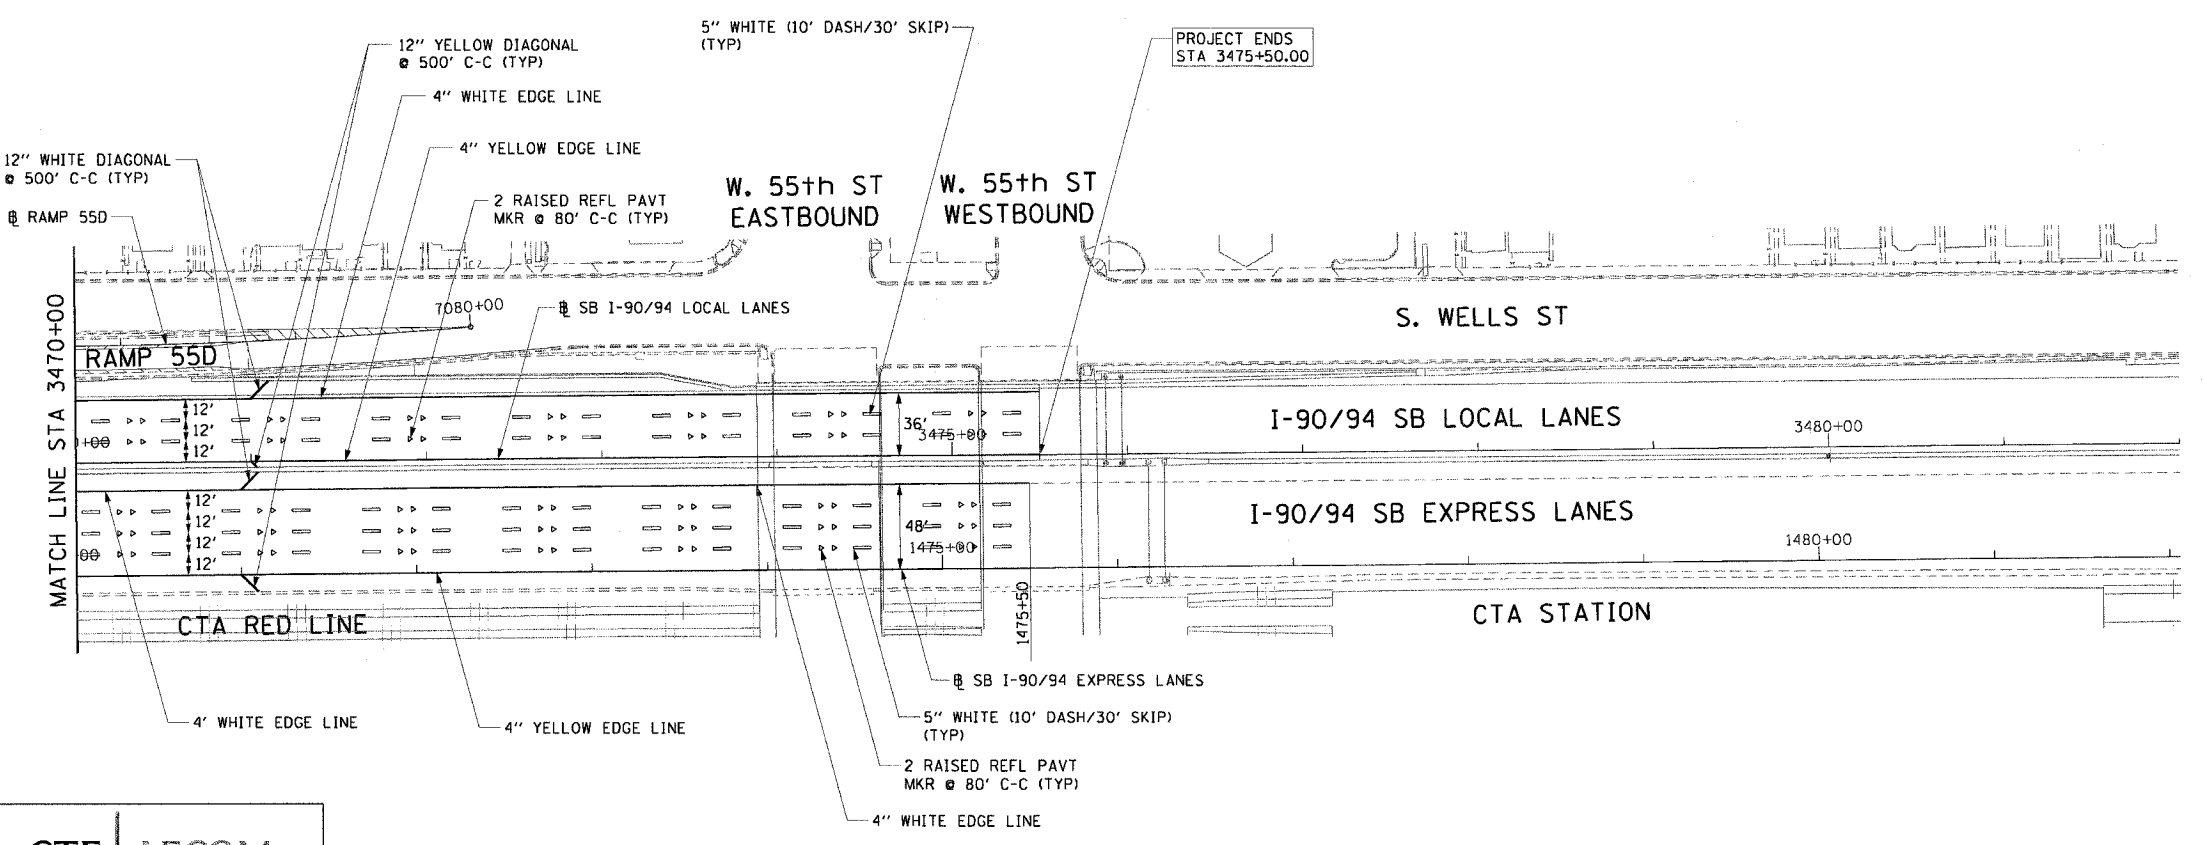 5" WHITE (10' DASH/30' SKIP)
(TYP)
PROJECT ENDS
STA 3475+50.00
12" YELLOW DIAGONAL
@ 500' C-C (TYP)
4" WHITE EDGE LINE
4" YELLOW EDGE LINE
12" WHITE DIAGONAL
@ 500' C-C (TYP)
2 RAISED REFL PAVT
MKR @ 80' C-C (TYP)
W. 55th ST
EASTBOUND
W. 55th ST
WESTBOUND
℄ RAMP 55D
MATCH LINE STA 3470+00
7080+00
℄ SB I-90/94 LOCAL LANES
S. WELLS ST
RAMP 55D
12'
12'
12'
36'
3475+00
+00
I-90/94 SB LOCAL LANES
3480+00
12'
12'
12'
12'
48'
1475+00
00
I-90/94 SB EXPRESS LANES
1480+00
1475+50
CTA RED LINE
CTA STATION
℄ SB I-90/94 EXPRESS LANES
4' WHITE EDGE LINE
4" YELLOW EDGE LINE
5" WHITE (10' DASH/30' SKIP)
(TYP)
2 RAISED REFL PAVT
MKR @ 80' C-C (TYP)
4" WHITE EDGE LINE